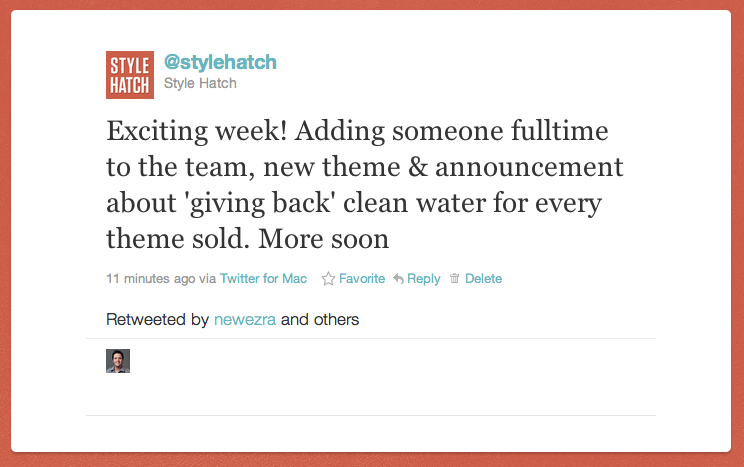 STYLE
HATCH
@stylehatch
Style Hatch
Exciting week! Adding someone fulltime
to the team, new theme & announcement
about 'giving back' clean water for every
theme sold. More soon
11 minutes ago via Twitter for Mac Favorite Reply Delete
Retweeted by newezra and others